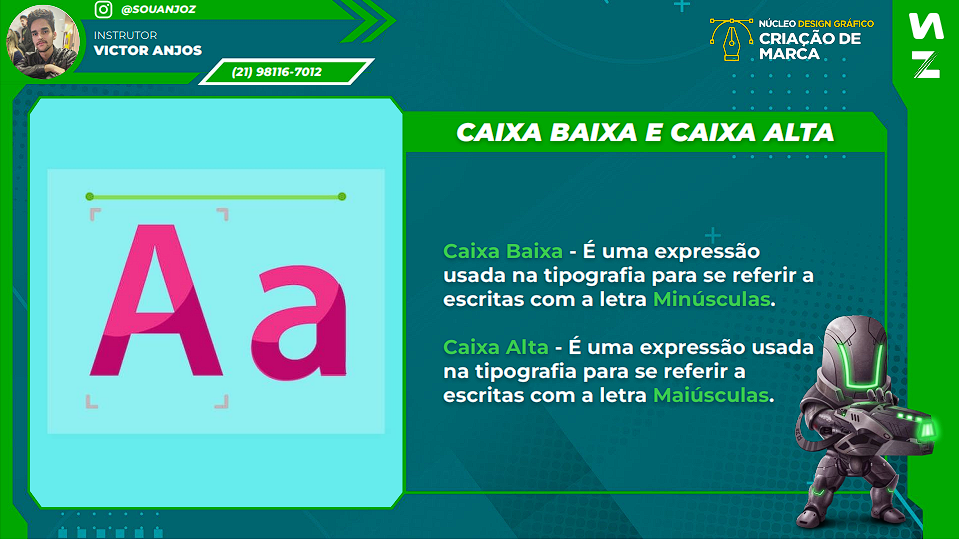 @SOUANJOZ
INSTRUTOR
VICTOR ANJOS
(21) 98116-7012
NÚCLEO DESIGN GRÁFICO
CRIAÇÃO DE
MARCA
CAIXA BAIXA E CAIXA ALTA
Aa
Caixa Baixa - É uma expressão
usada na tipografia para se referir a
escritas com a letra Minúsculas.
Caixa Alta - É uma expressão usada
na tipografia para se referir a
escritas com a letra Maiúsculas.